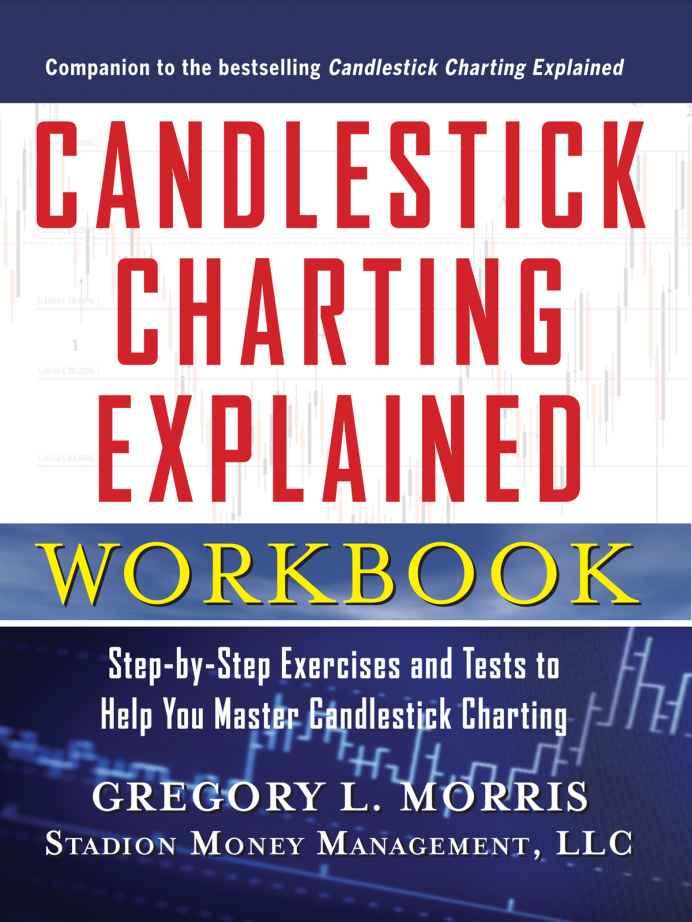 Companion to the bestselling Candlestick Charting Explained
CANDLESTICK
CHARTING
EXPLAINED
WORKBOOK
Step-by-Step Exercises and Tests to
Help You Master Candlestick Charting
GREGORY L. MORRIS
STADION MONEY MANAGEMENT, LLC